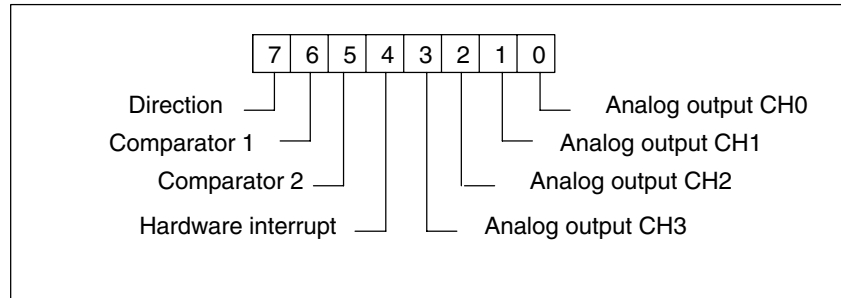 7 6 5 4 3 2 1 0
Direction Analog output CH0
Comparator 1 Analog output CH1
Comparator 2 Analog output CH2
Hardware interrupt Analog output CH3